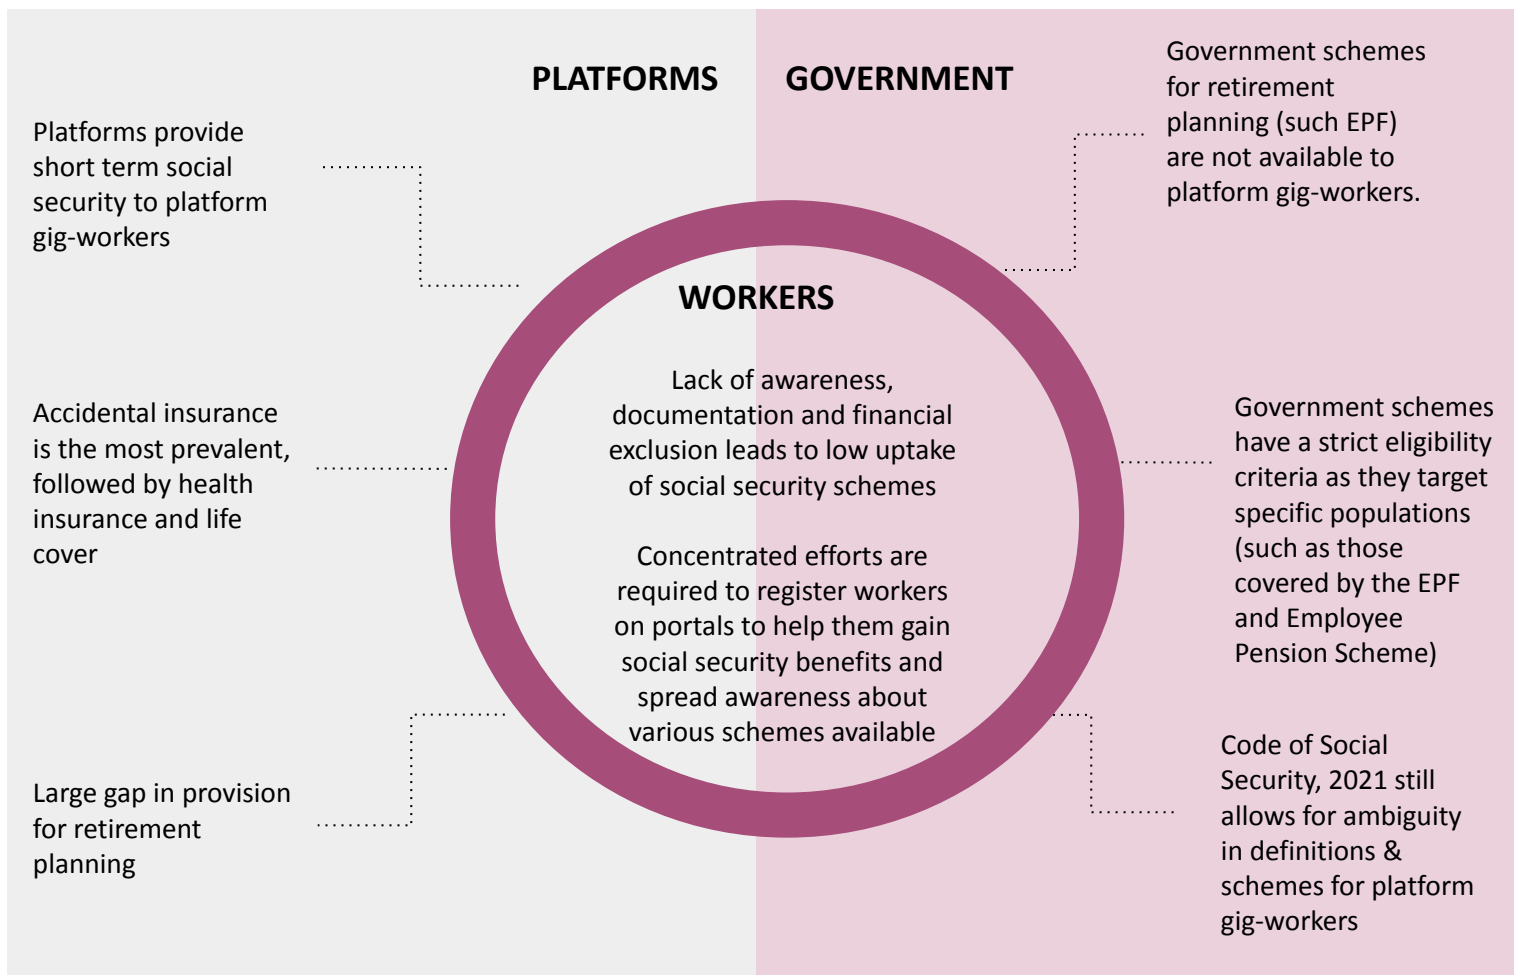 PLATFORMS
Platforms provide
short term social
security to platform
gig-workers
Accidental insurance
is the most prevalent,
followed by health
insurance and life
cover
Large gap in provision
for retirement
planning
WORKERS
Lack of awareness,
documentation and financial
exclusion leads to low uptake
of social security schemes
Concentrated efforts are
required to register workers
on portals to help them gain
social security benefits and
spread awareness about
various schemes available
GOVERNMENT
Government schemes
for retirement
planning (such EPF)
are not available to
platform gig-workers.
Government schemes
have a strict eligibility
criteria as they target
specific populations
(such as those
covered by the EPF
and Employee
Pension Scheme)
Code of Social
Security, 2021 still
allows for ambiguity
in definitions &
schemes for platform
gig-workers